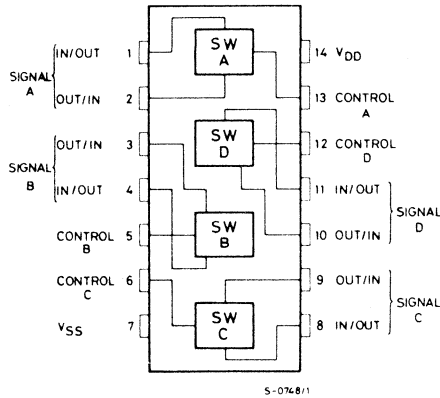 IN/OUT 1
SIGNAL A
OUT/IN 2
OUT/IN 3
SIGNAL B
IN/OUT 4
CONTROL B 5
CONTROL C 6
VSS 7
SW A
SW D
SW B
SW C
14 VDD
13 CONTROL A
12 CONTROL D
11 IN/OUT
SIGNAL D
10 OUT/IN
9 OUT/IN
SIGNAL C
8 IN/OUT
S-0748/1